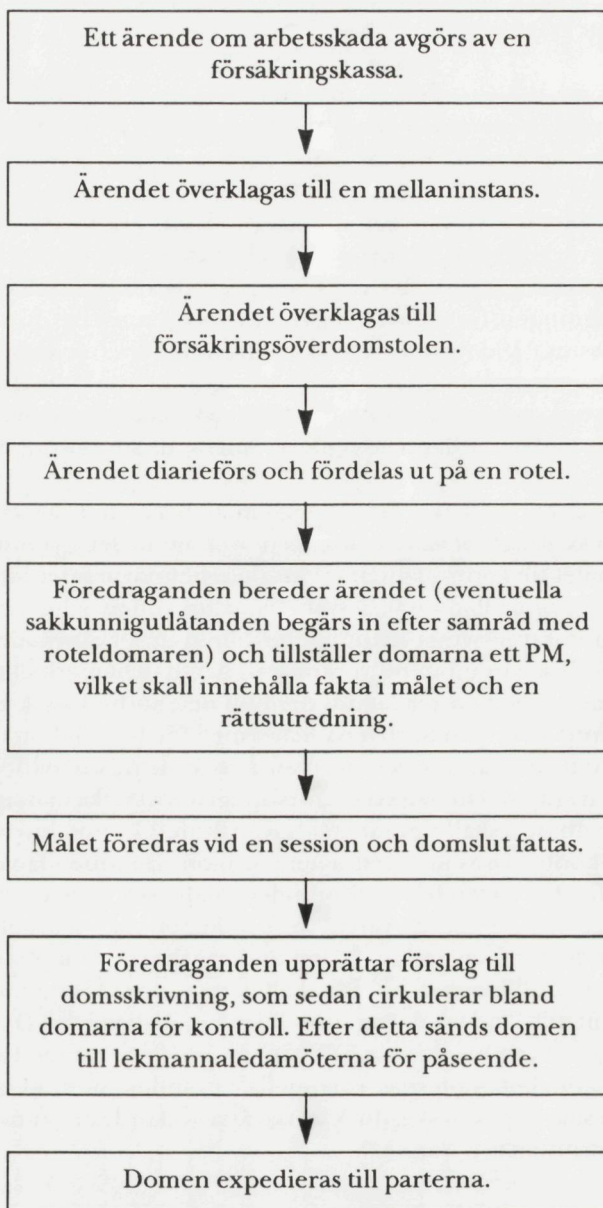 Ett ärende om arbetsskada avgörs av en
försäkringskassa.
Ärendet överklagas till en mellaninstans.
Ärendet överklagas till
försäkringsöverdomstolen.
Ärendet diarieförs och fördelas ut på en rotel.
Föredraganden bereder ärendet (eventuella
sakkunnigutlåtanden begärs in efter samråd med
roteldomaren) och tillställer domarna ett PM,
vilket skall innehålla fakta i målet och en
rättsutredning.
Målet föredras vid en session och domslut fattas.
Föredraganden upprättar förslag till
domsskrivning, som sedan cirkulerar bland
domarna för kontroll. Efter detta sänds domen
till lekmannaledamöterna för påseende.
Domen expedieras till parterna.